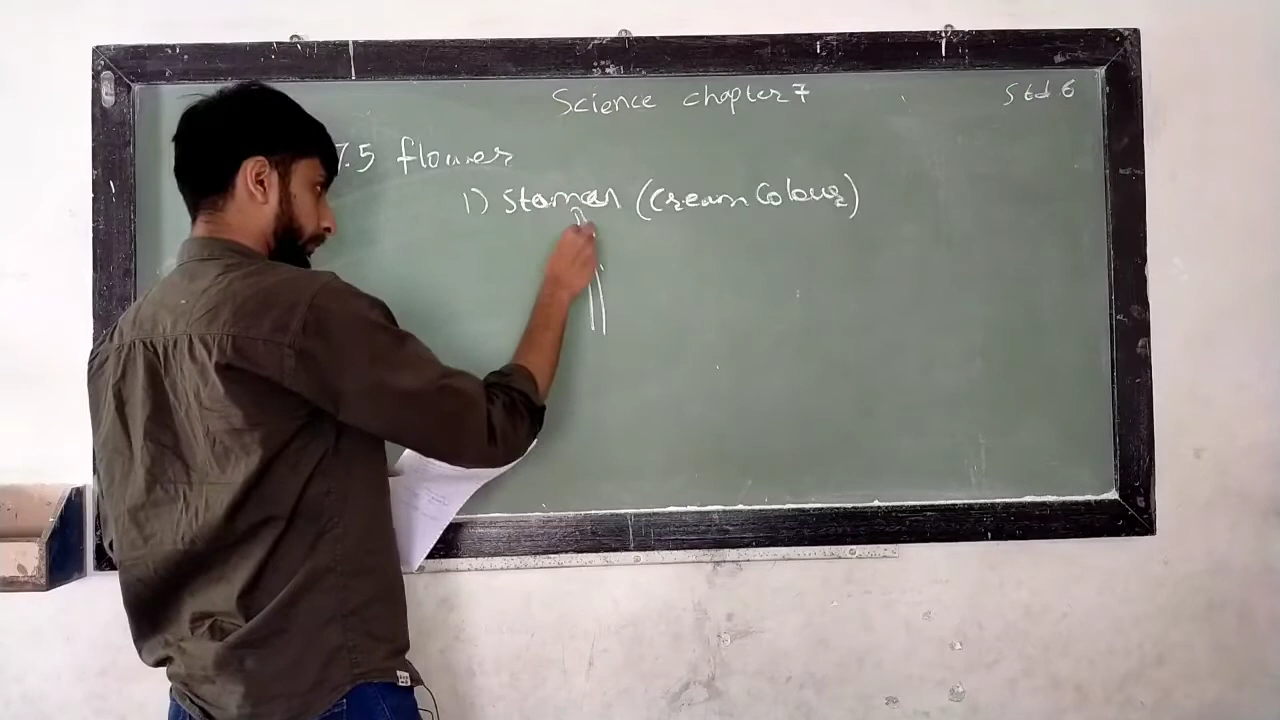 Science chapter 7
Std 6
7.5 flower
1) Stamen (Cream Colour)